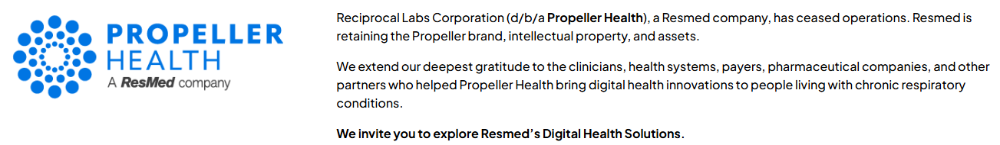 PROPELLER
HEALTH
A ResMed company
Reciprocal Labs Corporation (d/b/a Propeller Health), a Resmed company, has ceased operations. Resmed is
retaining the Propeller brand, intellectual property, and assets.
We extend our deepest gratitude to the clinicians, health systems, payers, pharmaceutical companies, and other
partners who helped Propeller Health bring digital health innovations to people living with chronic respiratory
conditions.
We invite you to explore Resmed’s Digital Health Solutions.